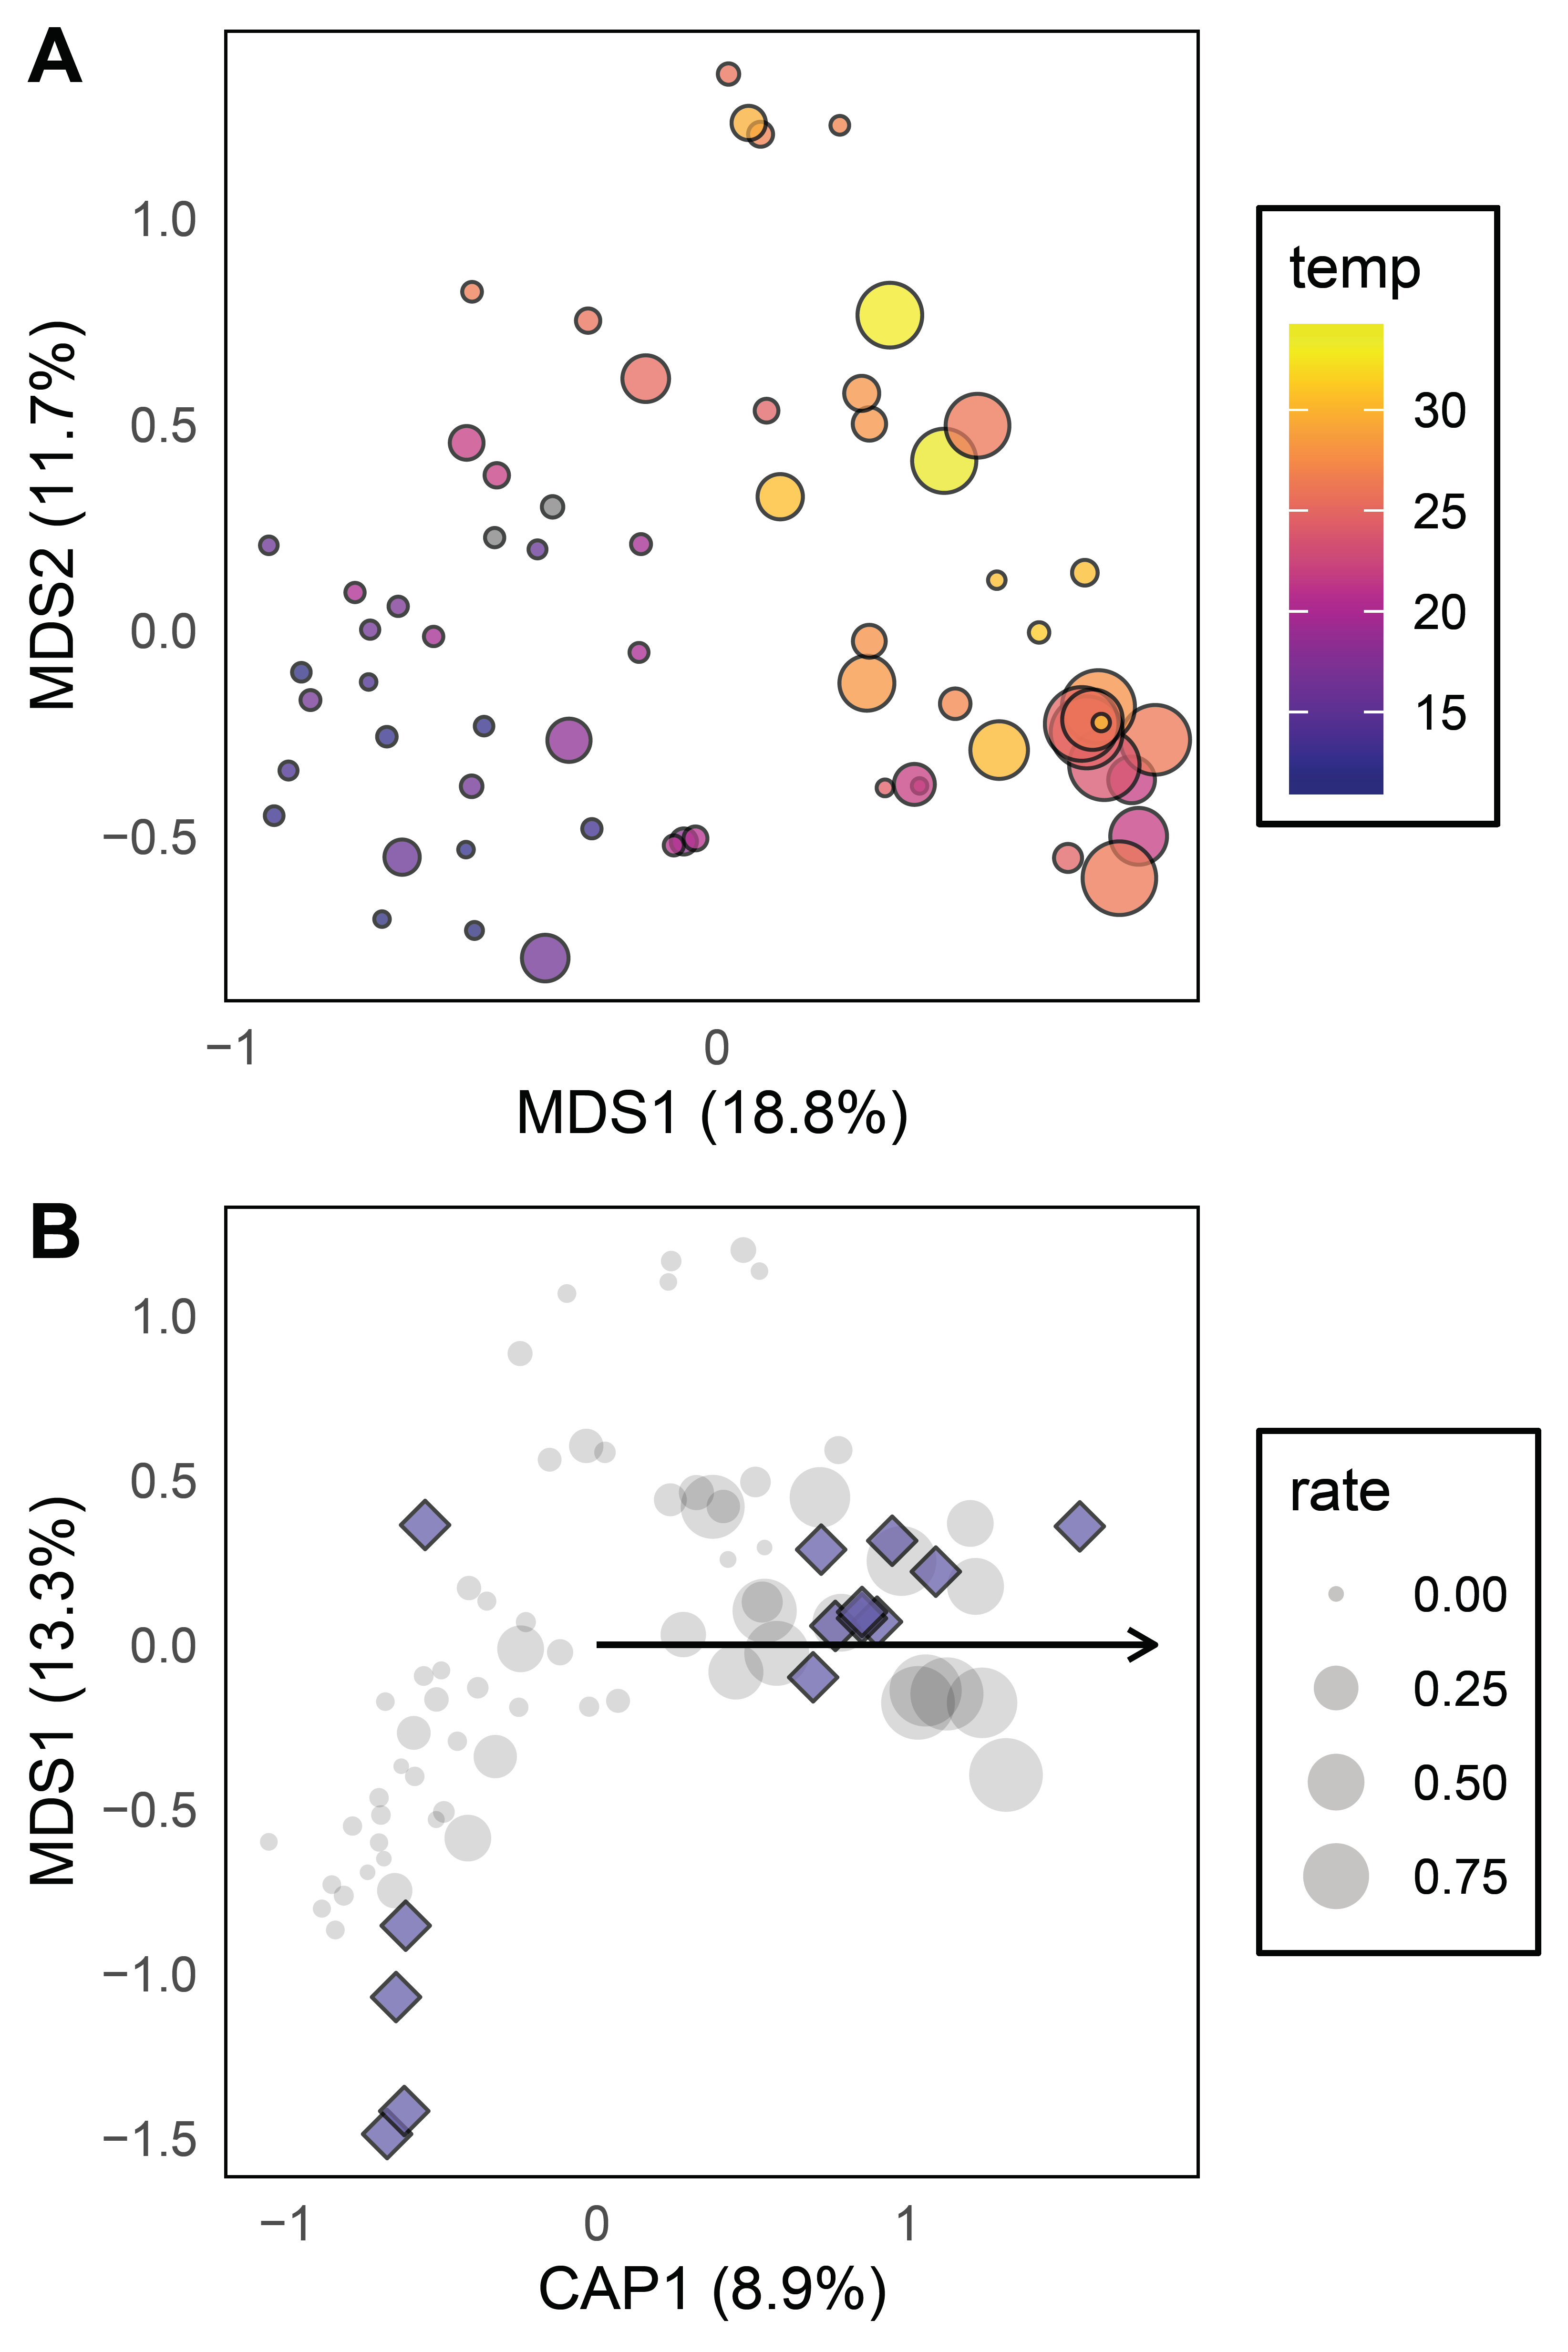 A
MDS2 (11.7%)
1.0
0.5
0.0
−0.5
−1
0
MDS1 (18.8%)
temp
30
25
20
15
B
MDS1 (13.3%)
1.0
0.5
0.0
−0.5
−1.0
−1.5
−1
0
1
CAP1 (8.9%)
rate
0.00
0.25
0.50
0.75